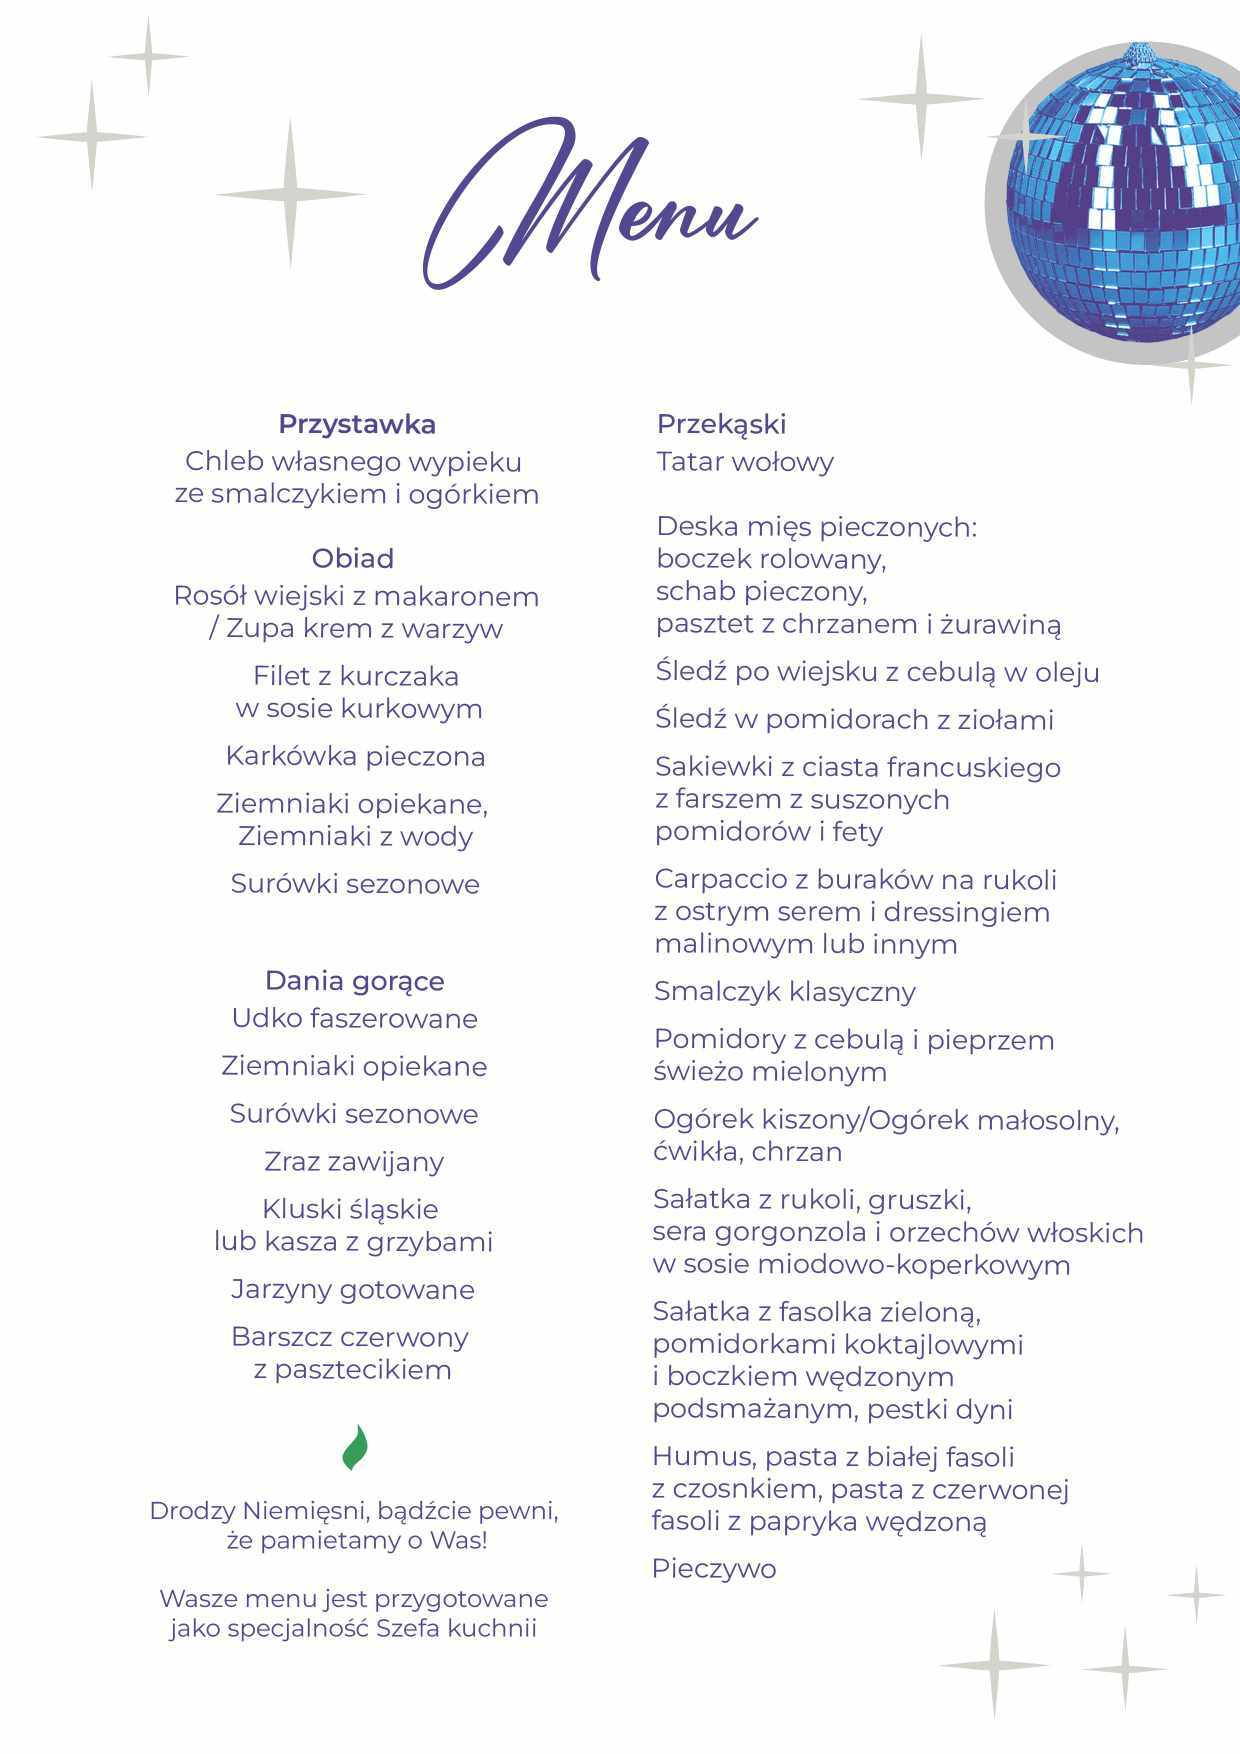 Menu
Przystawka
Chleb własnego wypieku
ze smalczykiem i ogórkiem
Obiad
Rosół wiejski z makaronem
/ Zupa krem z warzyw
Filet z kurczaka
w sosie kurkowym
Karkówka pieczona
Ziemniaki opiekane,
Ziemniaki z wody
Surówki sezonowe
Dania gorące
Udko faszerowane
Ziemniaki opiekane
Surówki sezonowe
Zraz zawijany
Kluski śląskie
lub kasza z grzybami
Jarzyny gotowane
Barszcz czerwony
z pasztecikiem
Drodzy Niemięsni, bądźcie pewni,
że pamietamy o Was!
Wasze menu jest przygotowane
jako specjalność Szefa kuchnii
Przekąski
Tatar wołowy
Deska mięs pieczonych:
boczek rolowany,
schab pieczony,
pasztet z chrzanem i żurawiną
Śledź po wiejsku z cebulą w oleju
Śledź w pomidorach z ziołami
Sakiewki z ciasta francuskiego
z farszem z suszonych
pomidorów i fety
Carpaccio z buraków na rukoli
z ostrym serem i dressingiem
malinowym lub innym
Smalczyk klasyczny
Pomidory z cebulą i pieprzem
świeżo mielonym
Ogórek kiszony/Ogórek małosolny,
ćwikła, chrzan
Sałatka z rukoli, gruszki,
sera gorgonzola i orzechów włoskich
w sosie miodowo-koperkowym
Sałatka z fasolka zieloną,
pomidorkami koktajlowymi
i boczkiem wędzonym
podsmażanym, pestki dyni
Humus, pasta z białej fasoli
z czosnkiem, pasta z czerwonej
fasoli z papryka wędzoną
Pieczywo